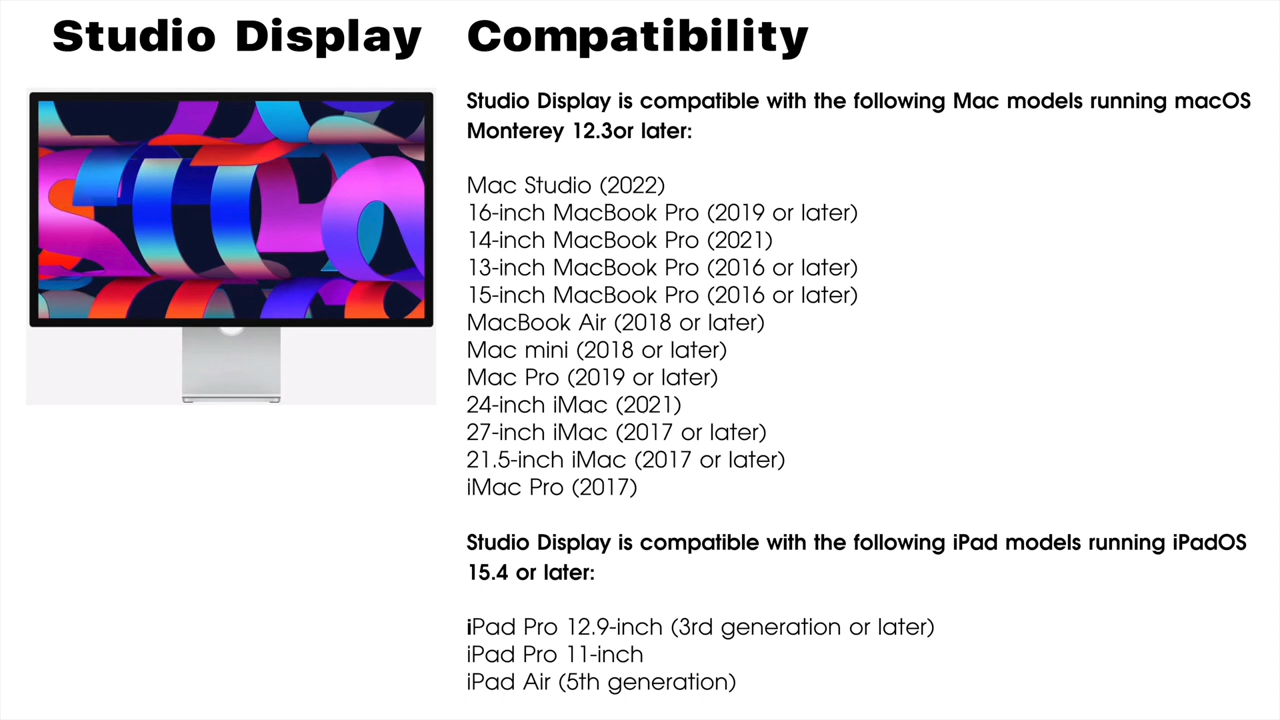 Studio Display Compatibility
Studio Display is compatible with the following Mac models running macOS
Monterey 12.3or later:
Mac Studio (2022)
16-inch MacBook Pro (2019 or later)
14-inch MacBook Pro (2021)
13-inch MacBook Pro (2016 or later)
15-inch MacBook Pro (2016 or later)
MacBook Air (2018 or later)
Mac mini (2018 or later)
Mac Pro (2019 or later)
24-inch iMac (2021)
27-inch iMac (2017 or later)
21.5-inch iMac (2017 or later)
iMac Pro (2017)
Studio Display is compatible with the following iPad models running iPadOS
15.4 or later:
iPad Pro 12.9-inch (3rd generation or later)
iPad Pro 11-inch
iPad Air (5th generation)